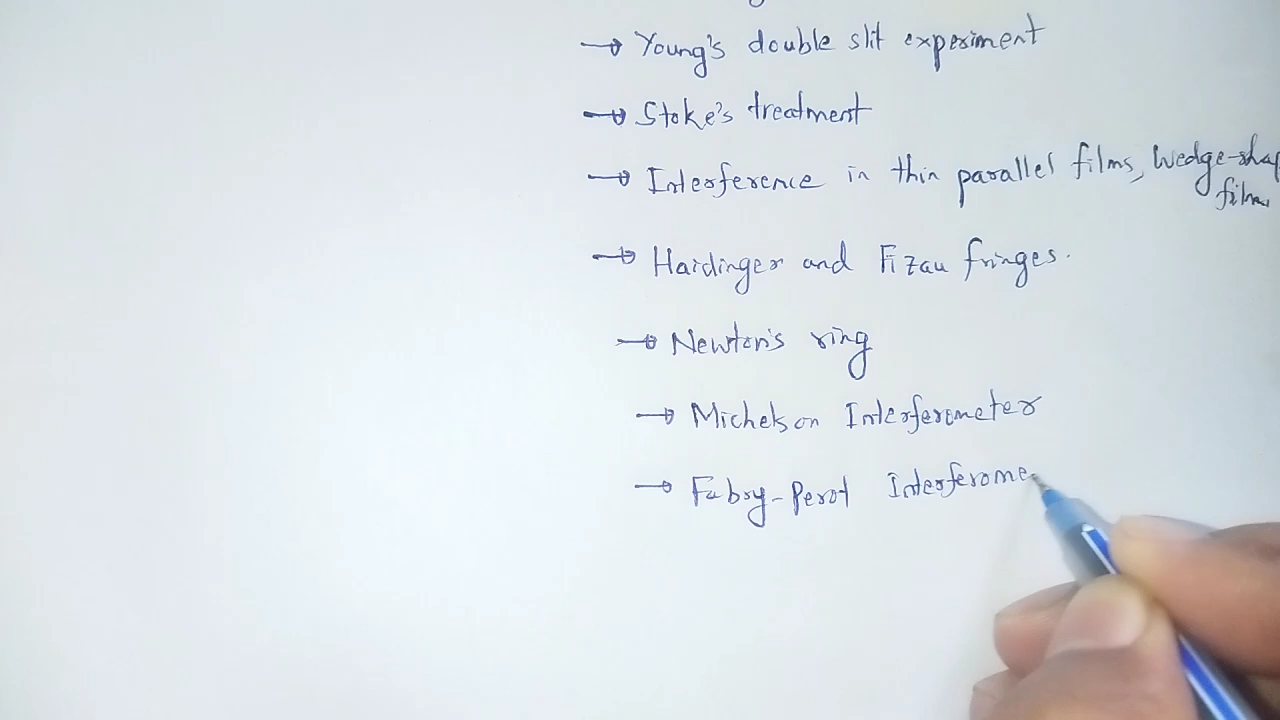 → Young's double slit experiment
→ Stoke's treatment
→ Interference in thin parallel films, Wedge-shap
film
→ Haidinger and Fizau fringes.
→ Newton's ring
→ Michelson Interferometer
→ Fabry-Perot Interferome